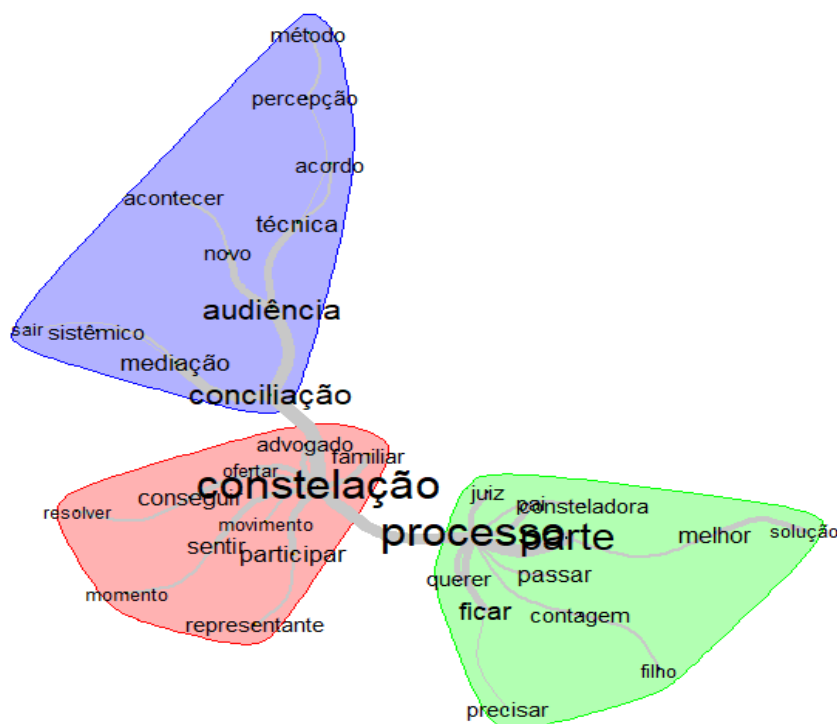 método
percepção
acordo
acontecer
técnica
novo
audiência
sair
sistêmico
mediação
conciliação
advogado
familiar
ofertar
constelação
conseguir
resolver
movimento
sentir
participar
momento
representante
juiz
pai
consteladora
processo
parte
melhor
solução
querer
passar
ficar
contagem
filho
precisar